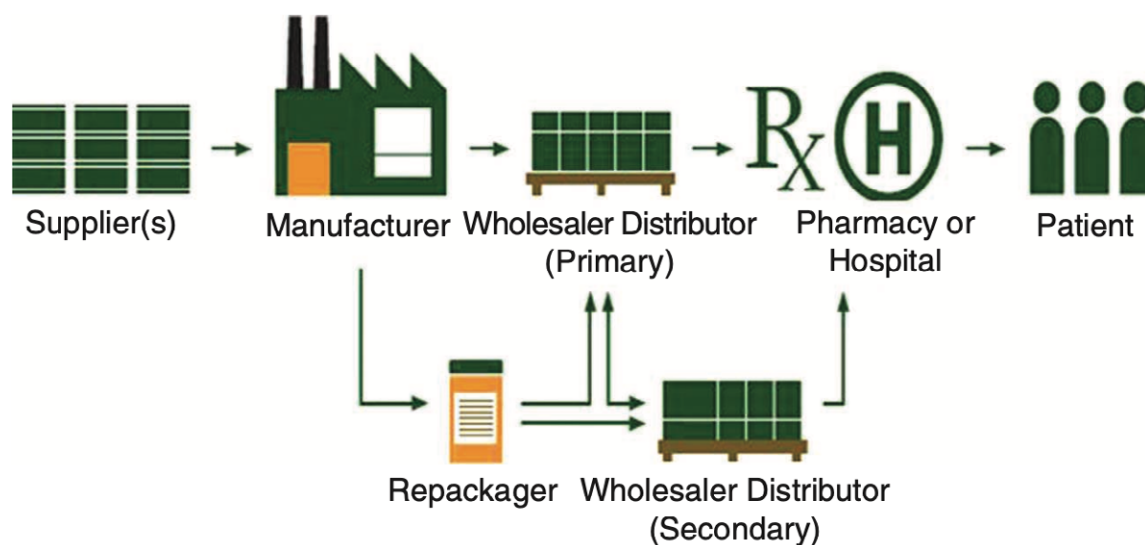 Rx
H
Supplier(s)
Manufacturer
Wholesaler Distributor
(Primary)
Pharmacy or
Hospital
Patient
Repackager
Wholesaler Distributor
(Secondary)